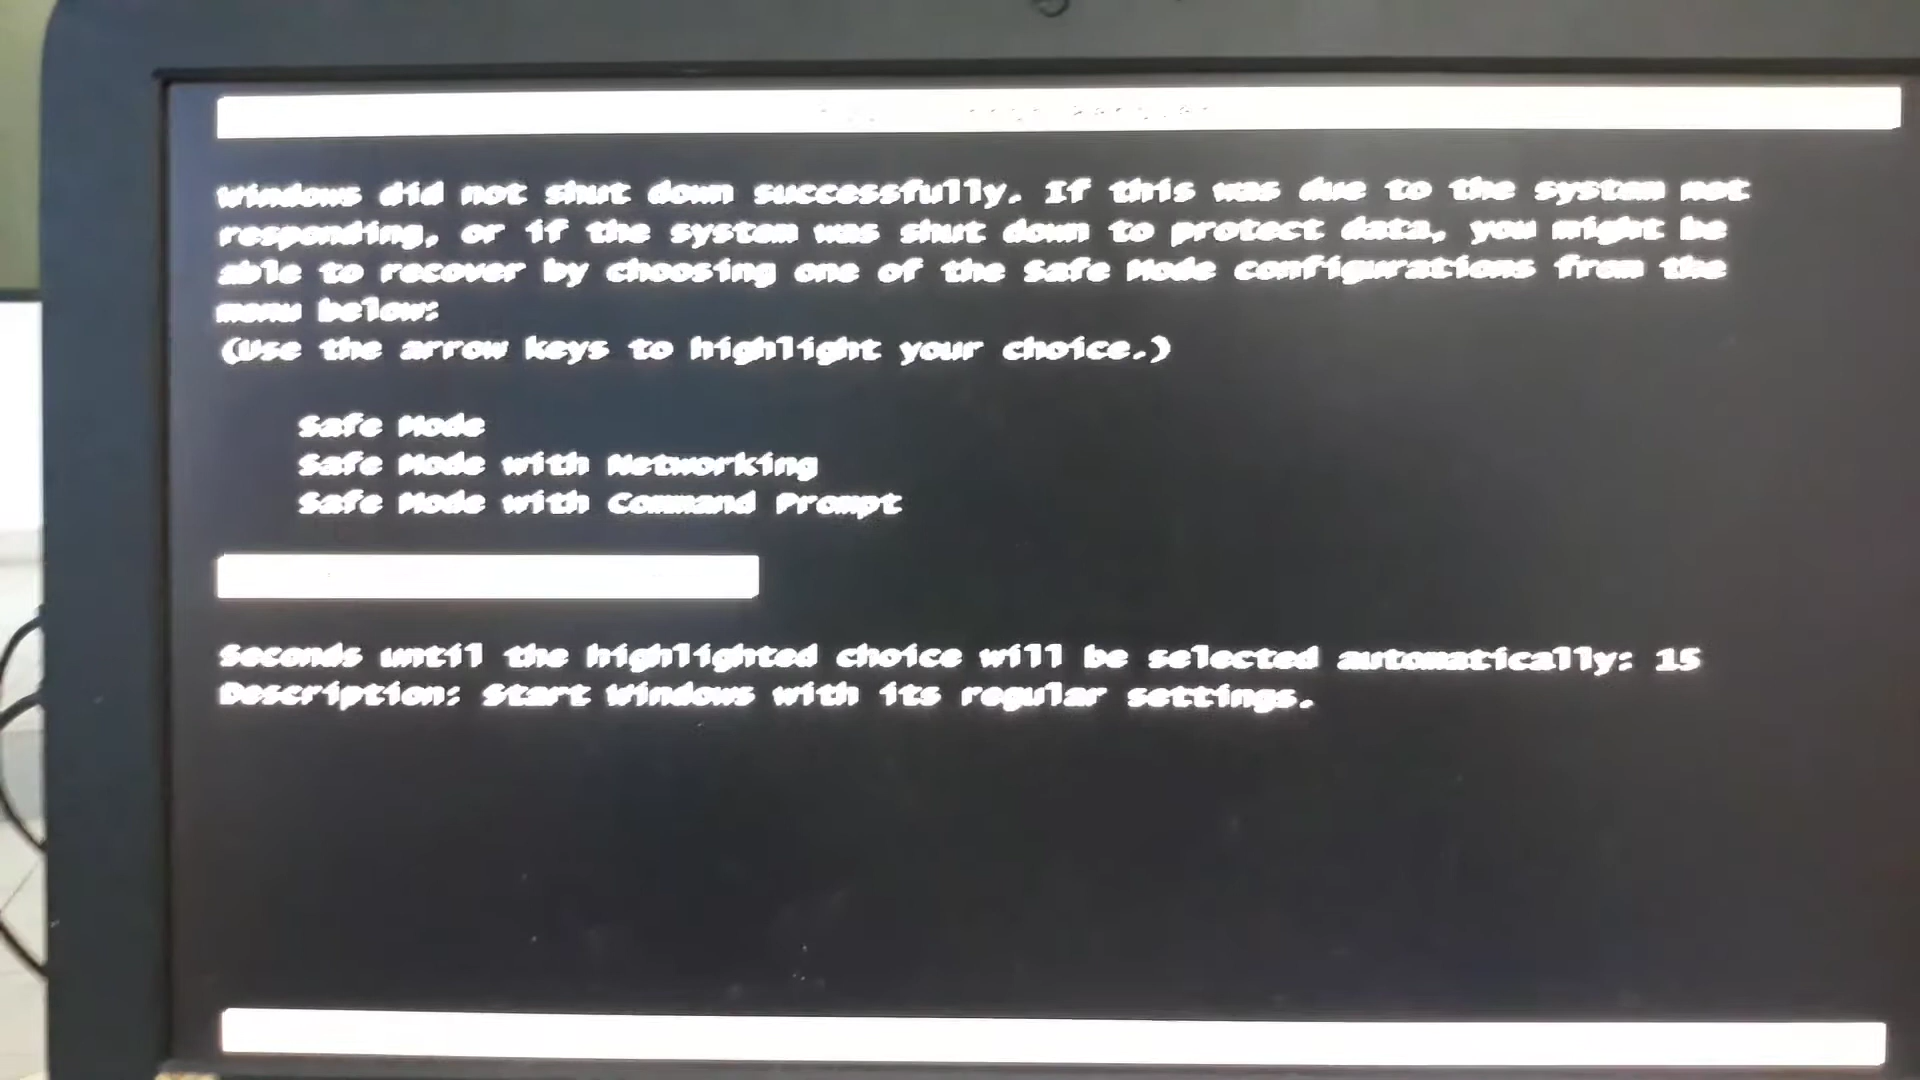 Windows did not shut down successfully. If this was due to the system not
responding, or if the system was shut down to protect data, you might be
able to recover by choosing one of the Safe Mode configurations from the
menu below:
(Use the arrow keys to highlight your choice.)
Safe Mode
Safe Mode with Networking
Safe Mode with Command Prompt
Seconds until the highlighted choice will be selected automatically: 15
Description: Start Windows with its regular settings.